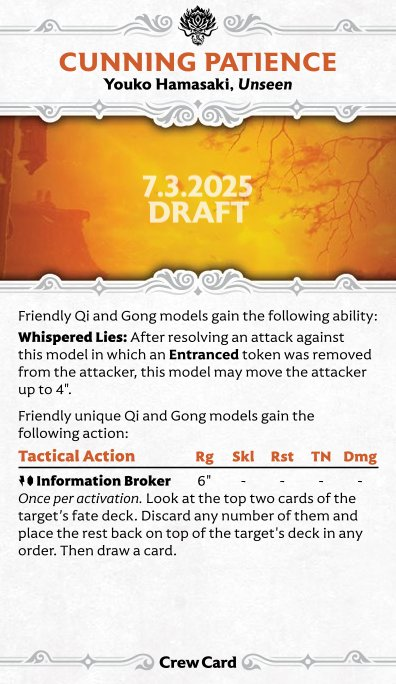 CUNNING PATIENCE
Youko Hamasaki, Unseen
7.3.2025
DRAFT
Friendly Qi and Gong models gain the following ability:
Whispered Lies: After resolving an attack against
this model in which an Entranced token was removed
from the attacker, this model may move the attacker
up to 4".
Friendly unique Qi and Gong models gain the
following action:
Tactical Action Rg Skl Rst TN Dmg
Information Broker 6" - - - -
Once per activation. Look at the top two cards of the
target's fate deck. Discard any number of them and
place the rest back on top of the target's deck in any
order. Then draw a card.
Crew Card